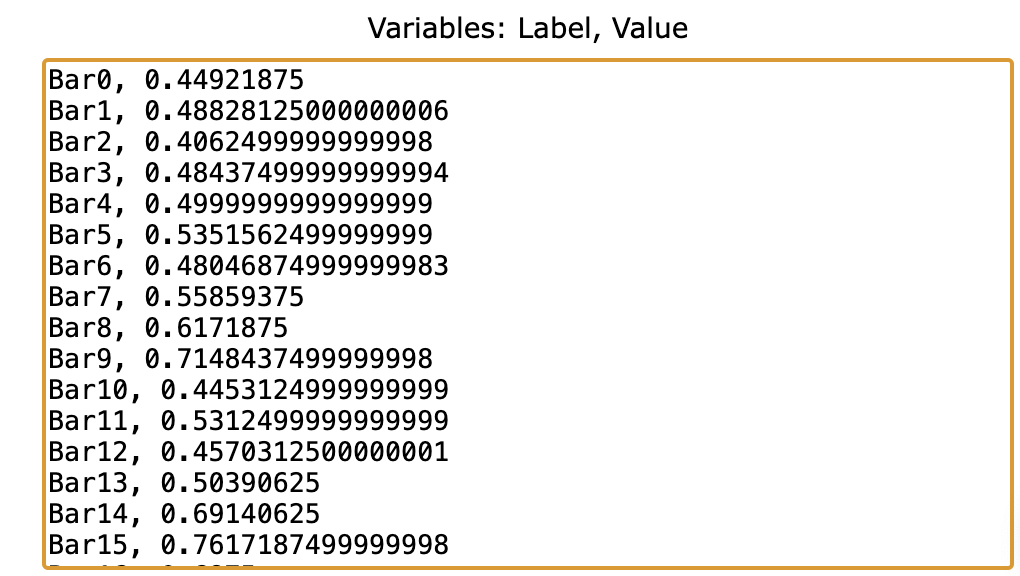 Variables: Label, Value
Bar0, 0.44921875
Bar1, 0.48828125000000006
Bar2, 0.4062499999999998
Bar3, 0.48437499999999994
Bar4, 0.4999999999999999
Bar5, 0.5351562499999999
Bar6, 0.48046874999999983
Bar7, 0.55859375
Bar8, 0.6171875
Bar9, 0.7148437499999998
Bar10, 0.4453124999999999
Bar11, 0.5312499999999999
Bar12, 0.4570312500000001
Bar13, 0.50390625
Bar14, 0.69140625
Bar15, 0.7617187499999998